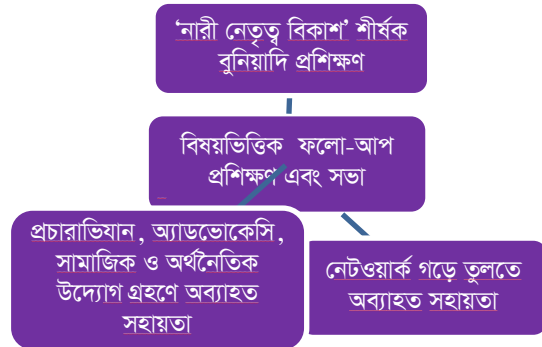 ‘নারী নেতৃত্ব বিকাশ’ শীর্ষক
বুনিয়াদি প্রশিক্ষণ
বিষয়ভিত্তিক ফলো-আপ
প্রশিক্ষণ এবং সভা
প্রচারাভিযান, অ্যাডভোকেসি,
সামাজিক ও অর্থনৈতিক
উদ্যোগ গ্রহণে অব্যাহত
সহায়তা
নেটওয়ার্ক গড়ে তুলতে
অব্যাহত সহায়তা